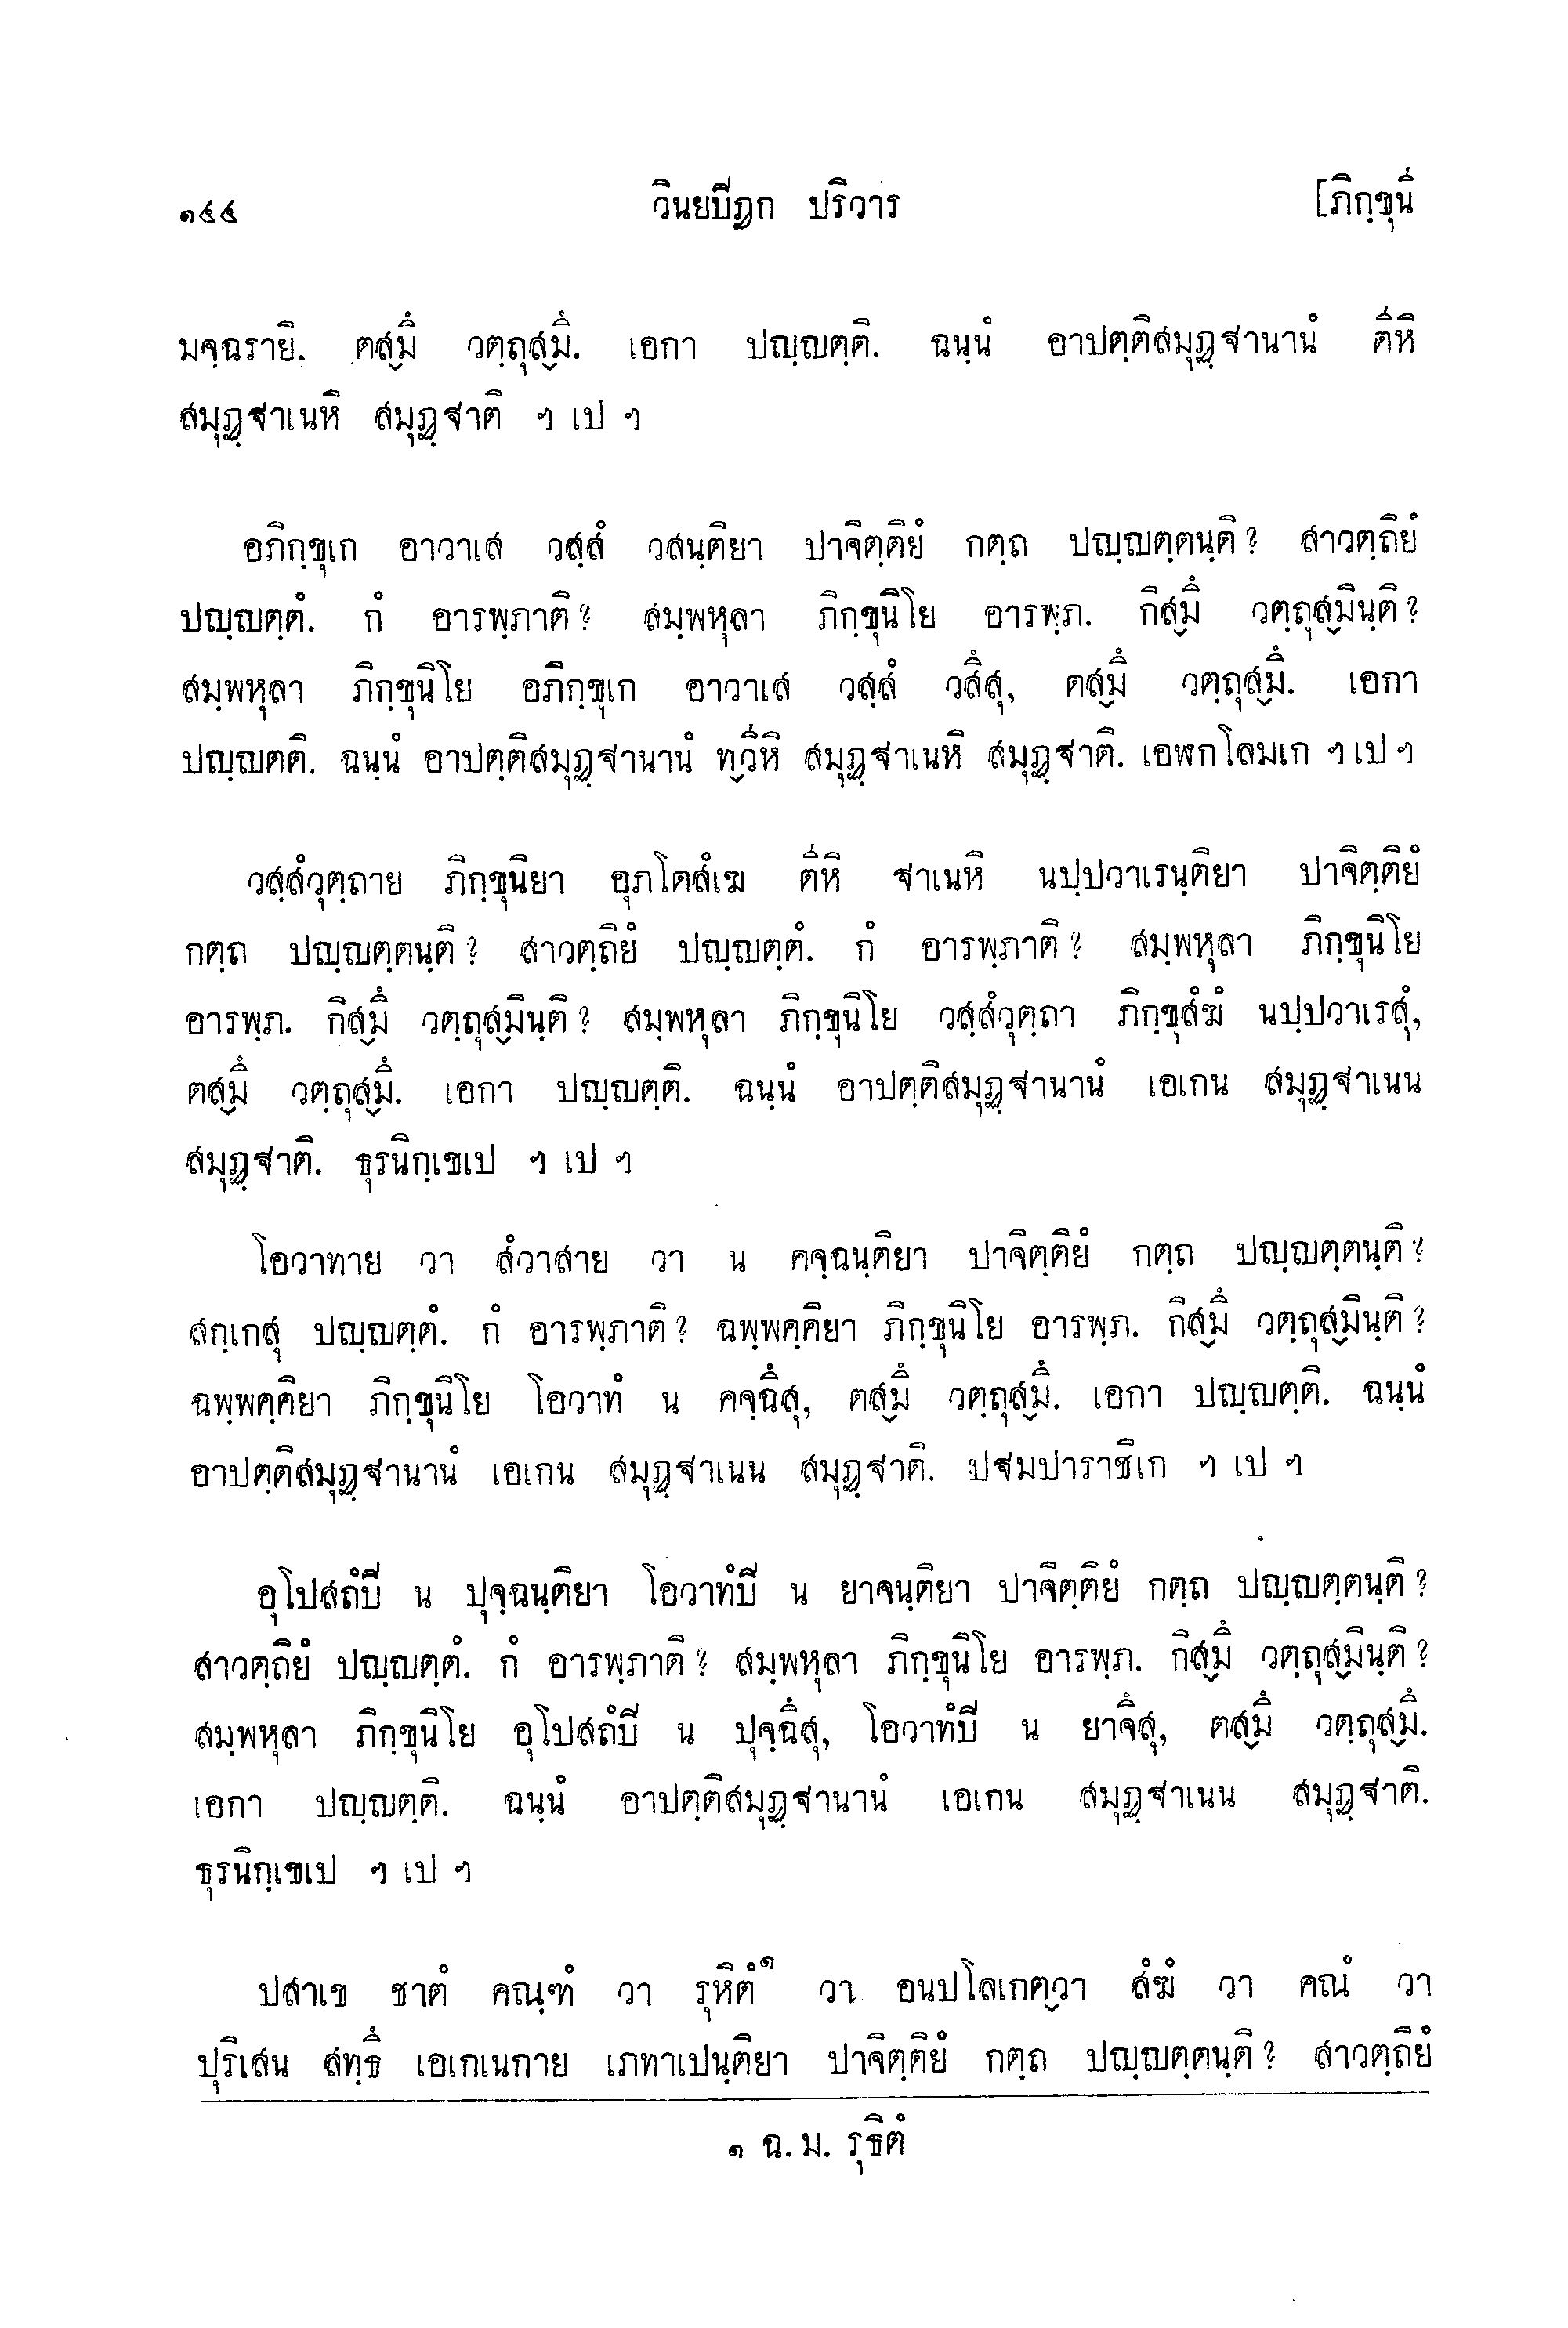 ๑๔๔ วินยปิฏก ปริวาร [ภิกฺขุนี
มจฺฉรายิ. ตสฺมึ วตฺถุสฺมึ. เอกา ปญฺญตฺติ. ฉนฺนํ อาปตฺติสมุฏฺฐานานํ ตีหิ
สมุฏฺฐาเนหิ สมุฏฺฐาติ ฯ เป ฯ
อภิกฺขุเก อาวาเส วสฺสํ วสนฺติยา ปาจิตฺติยํ กตฺถ ปญฺญตฺตนฺติ? สาวตฺถิยํ
ปญฺญตฺตํ. กํ อารพฺภาติ? สมฺพหุลา ภิกฺขุนิโย อารพฺภ. กิสฺมึ วตฺถุสฺมินฺติ?
สมฺพหุลา ภิกฺขุนิโย อภิกฺขุเก อาวาเส วสฺสํ วสึสุ, ตสฺมึ วตฺถุสฺมึ. เอกา
ปญฺญตติ. ฉนฺนํ อาปตฺติสมุฏฺฐานานํ ทฺวีหิ สมุฏฺฐาเนหิ สมุฏฺฐาติ. เอฬกโลมเก ฯ เป ฯ
วสฺสํวุตฺถาย ภิกฺขุนิยา อุภโตสํเฆ ตีหิ ฐาเนหิ นปฺปวาเรนฺติยา ปาจิตฺติยํ
กตฺถ ปญฺญตฺตนฺติ? สาวตฺถิยํ ปญฺญตฺตํ. กํ อารพฺภาติ? สมฺพหุลา ภิกฺขุนิโย
อารพฺภ. กิสฺมึ วตฺถุสฺมินฺติ? สมฺพหุลา ภิกฺขุนิโย วสฺสํวุตฺถา ภิกฺขุสํฆํ นปฺปวาเรสุํ,
ตสฺมึ วตฺถุสฺมึ. เอกา ปญฺญตฺติ. ฉนฺนํ อาปตฺติสมุฏฺฐานานํ เอเกน สมุฏฺฐาเนน
สมุฏฺฐาติ. ธุรนิกฺเขเป ฯ เป ฯ
โอวาทาย วา สํวาสาย วา น คจฺฉนฺติยา ปาจิตฺติยํ กตฺถ ปญฺญตฺตนฺติ?
สกฺเกสุ ปญฺญตฺตํ. กํ อารพฺภาติ? ฉพฺพคฺคิยา ภิกฺขุนิโย อารพฺภ. กิสฺมึ วตฺถุสฺมินฺติ?
ฉพฺพคฺคิยา ภิกฺขุนิโย โอวาทํ น คจฺฉึสุ, ตสฺมึ วตฺถุสฺมึ. เอกา ปญฺญตฺติ. ฉนฺนํ
อาปตฺติสมุฏฺฐานานํ เอเกน สมุฏฺฐาเนน สมุฏฺฐาติ. ปฐมปาราชิเก ฯ เป ฯ
อุโปสถํปิ น ปุจฺฉนฺติยา โอวาทํปิ น ยาจนฺติยา ปาจิตฺติยํ กตฺถ ปญฺญตฺตนฺติ?
สาวตฺถิยํ ปญฺญตฺตํ. กํ อารพฺภาติ? สมฺพหุลา ภิกฺขุนิโย อารพฺภ. กิสฺมึ วตฺถุสฺมินฺติ?
สมฺพหุลา ภิกฺขุนิโย อุโปสถํปิ น ปุจฺฉึสุ, โอวาทํปิ น ยาจึสุ, ตสฺมึ วตฺถุสฺมึ.
เอกา ปญฺญตฺติ. ฉนฺนํ อาปตฺติสมุฏฺฐานานํ เอเกน สมุฏฺฐาเนน สมุฏฺฐาติ.
ธุรนิกฺเขเป ฯ เป ฯ
ปสาเข ชาตํ คณฺฑํ วา รุหิตํ๑ วา อนปโลเกตฺวา สํฆํ วา คณํ วา
ปุริเสน สทฺธึ เอเกเนกาย เภทาเปนฺติยา ปาจิตฺติยํ กตฺถ ปญฺญตฺตนฺติ? สาวตฺถิยํ
๑ ฉ.ม. รุธิตํ